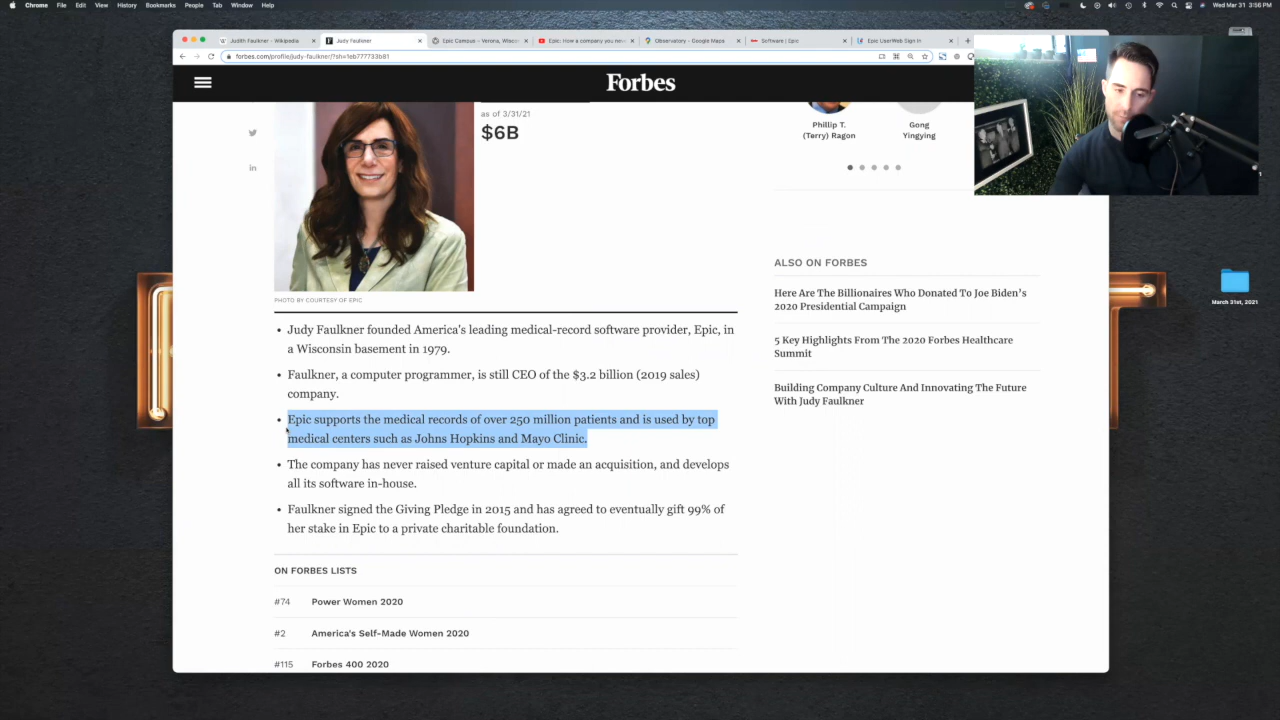 Chrome File Edit View History Bookmarks People Tab Window Help
Wed Mar 31 3:56 PM
Judith Faulkner - Wikipedia
Judy Faulkner
Epic Campus - Verona, Wiscon
Epic: How a company you nev
Observatory - Google Maps
Software | Epic
Epic UserWeb Sign In
forbes.com/profile/judy-faulkner/?sh=1eb777733b81
Forbes
as of 3/31/21
$6B
Phillip T.
(Terry) Ragon
Gong
Yingying
PHOTO BY COURTESY OF EPIC
• Judy Faulkner founded America's leading medical-record software provider, Epic, in
a Wisconsin basement in 1979.
• Faulkner, a computer programmer, is still CEO of the $3.2 billion (2019 sales)
company.
• Epic supports the medical records of over 250 million patients and is used by top
medical centers such as Johns Hopkins and Mayo Clinic.
• The company has never raised venture capital or made an acquisition, and develops
all its software in-house.
• Faulkner signed the Giving Pledge in 2015 and has agreed to eventually gift 99% of
her stake in Epic to a private charitable foundation.
ON FORBES LISTS
#74 Power Women 2020
#2 America's Self-Made Women 2020
#115 Forbes 400 2020
ALSO ON FORBES
Here Are The Billionaires Who Donated To Joe Biden's
2020 Presidential Campaign
5 Key Highlights From The 2020 Forbes Healthcare
Summit
Building Company Culture And Innovating The Future
With Judy Faulkner
March 31st, 2021